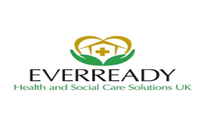 EVERREADY
Health and Social Care Solutions UK